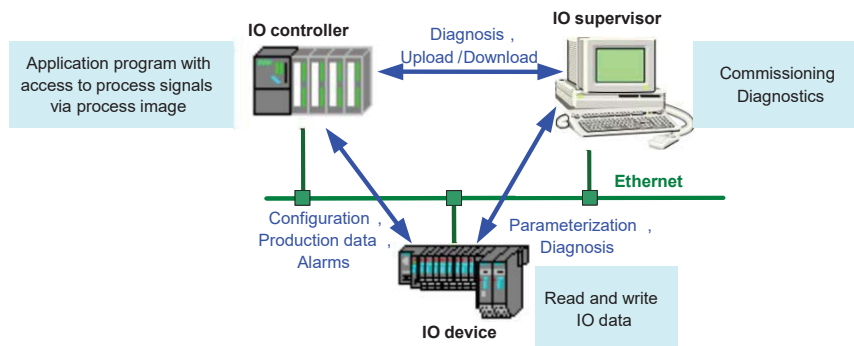 IO controller
IO supervisor
Application program with
access to process signals
via process image
Diagnosis ,
Upload /Download
Commissioning
Diagnostics
Ethernet
Configuration ,
Production data ,
Alarms
Parameterization ,
Diagnosis
IO device
Read and write
IO data